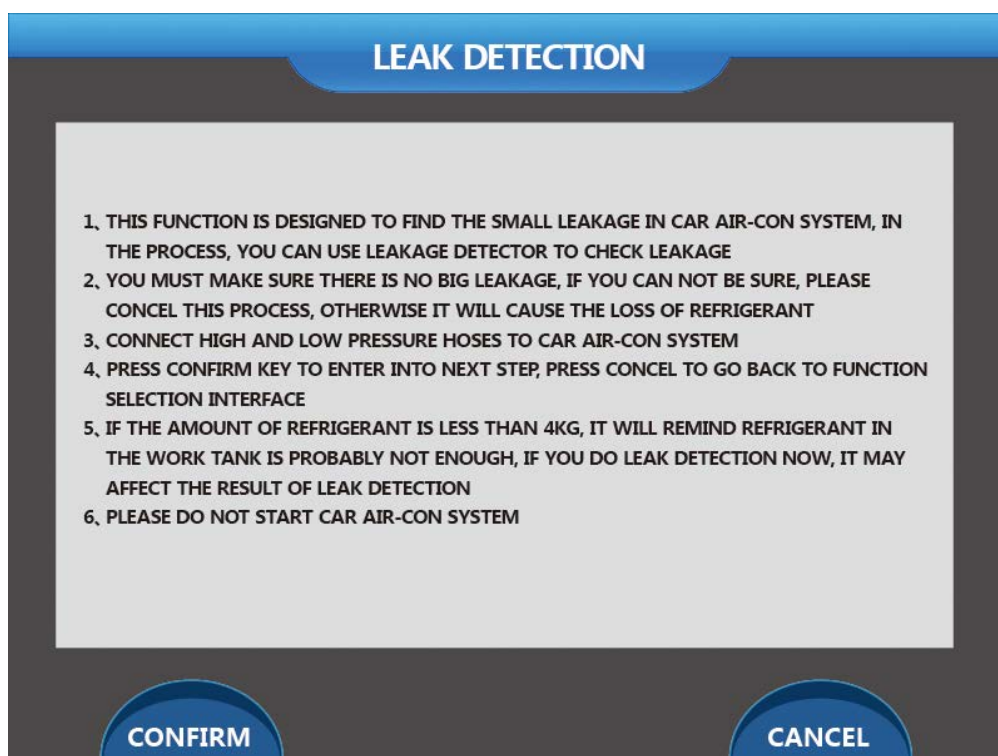 LEAK DETECTION
1、THIS FUNCTION IS DESIGNED TO FIND THE SMALL LEAKAGE IN CAR AIR-CON SYSTEM, IN
THE PROCESS, YOU CAN USE LEAKAGE DETECTOR TO CHECK LEAKAGE
2、YOU MUST MAKE SURE THERE IS NO BIG LEAKAGE, IF YOU CAN NOT BE SURE, PLEASE
CONCEL THIS PROCESS, OTHERWISE IT WILL CAUSE THE LOSS OF REFRIGERANT
3、CONNECT HIGH AND LOW PRESSURE HOSES TO CAR AIR-CON SYSTEM
4、PRESS CONFIRM KEY TO ENTER INTO NEXT STEP, PRESS CONCEL TO GO BACK TO FUNCTION
SELECTION INTERFACE
5、IF THE AMOUNT OF REFRIGERANT IS LESS THAN 4KG, IT WILL REMIND REFRIGERANT IN
THE WORK TANK IS PROBABLY NOT ENOUGH, IF YOU DO LEAK DETECTION NOW, IT MAY
AFFECT THE RESULT OF LEAK DETECTION
6、PLEASE DO NOT START CAR AIR-CON SYSTEM
CONFIRM
CANCEL